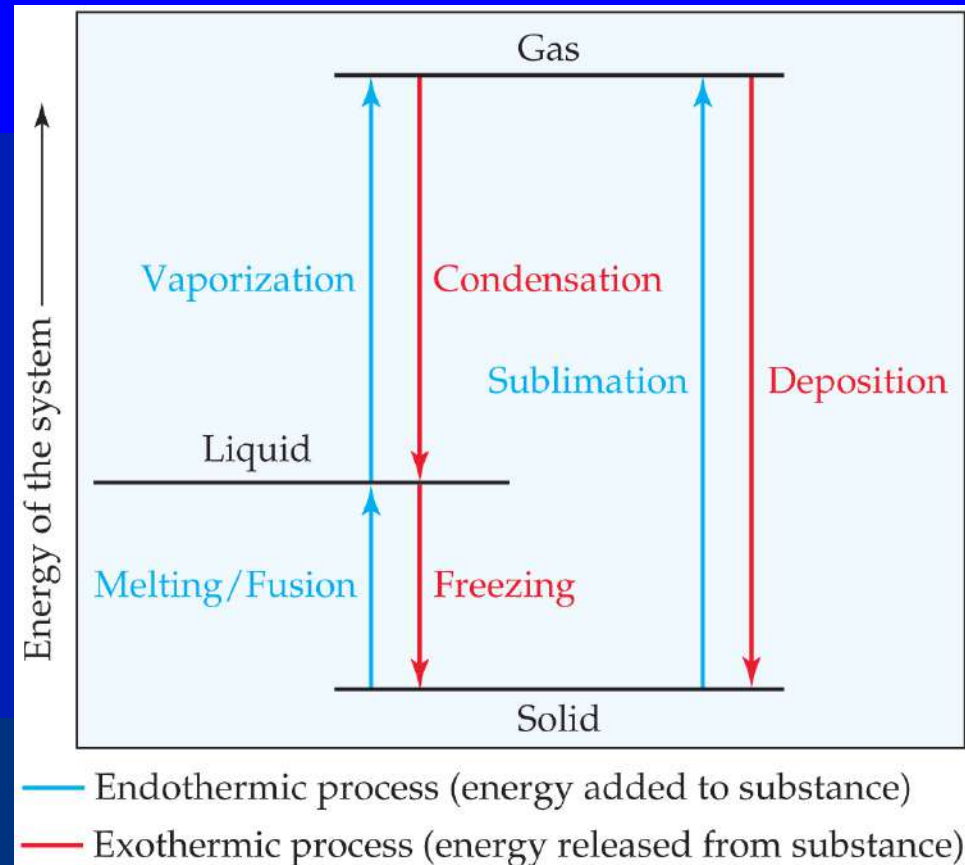 Gas
Energy of the system
Vaporization
Condensation
Sublimation
Deposition
Liquid
Melting/Fusion
Freezing
Solid
Endothermic process (energy added to substance)
Exothermic process (energy released from substance)